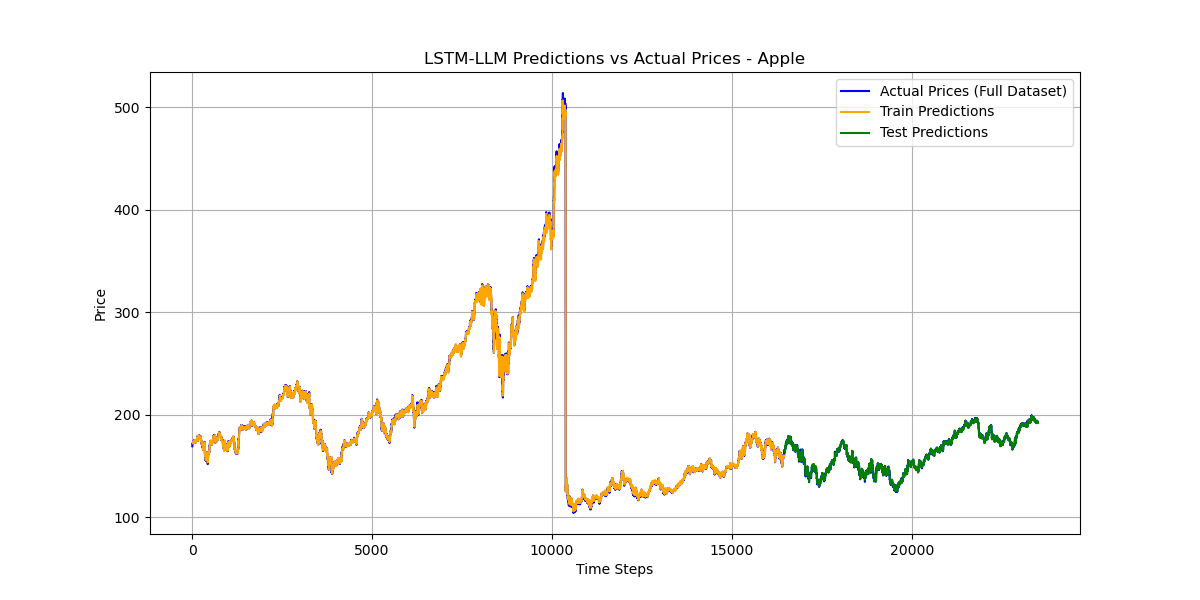 LSTM-LLM Predictions vs Actual Prices - Apple
Actual Prices (Full Dataset)
Train Predictions
Test Predictions
Price
500
400
300
200
100
0
5000
10000
15000
20000
Time Steps